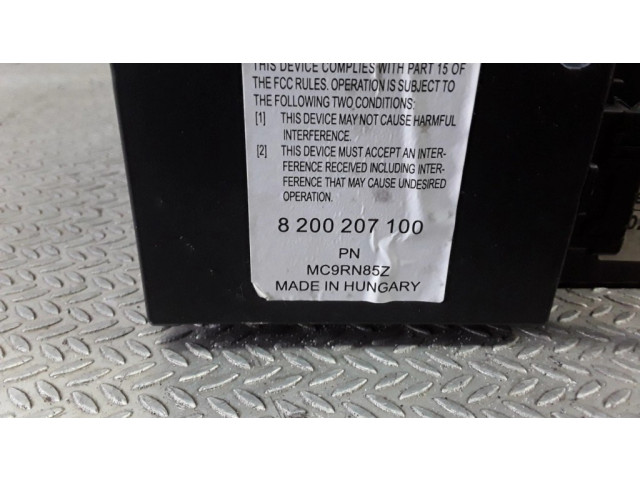 THIS DEVICE COMPLIES WITH PART 15 OF
THE FCC RULES. OPERATION IS SUBJECT TO
THE FOLLOWING TWO CONDITIONS:
[1] THIS DEVICE MAY NOT CAUSE HARMFUL
INTERFERENCE.
[2] THIS DEVICE MUST ACCEPT AN INTER-
FERENCE RECEIVED INCLUDING INTER-
FERENCE THAT MAY CAUSE UNDESIRED
OPERATION.
8 200 207 100
PN
MC9RN85Z
MADE IN HUNGARY